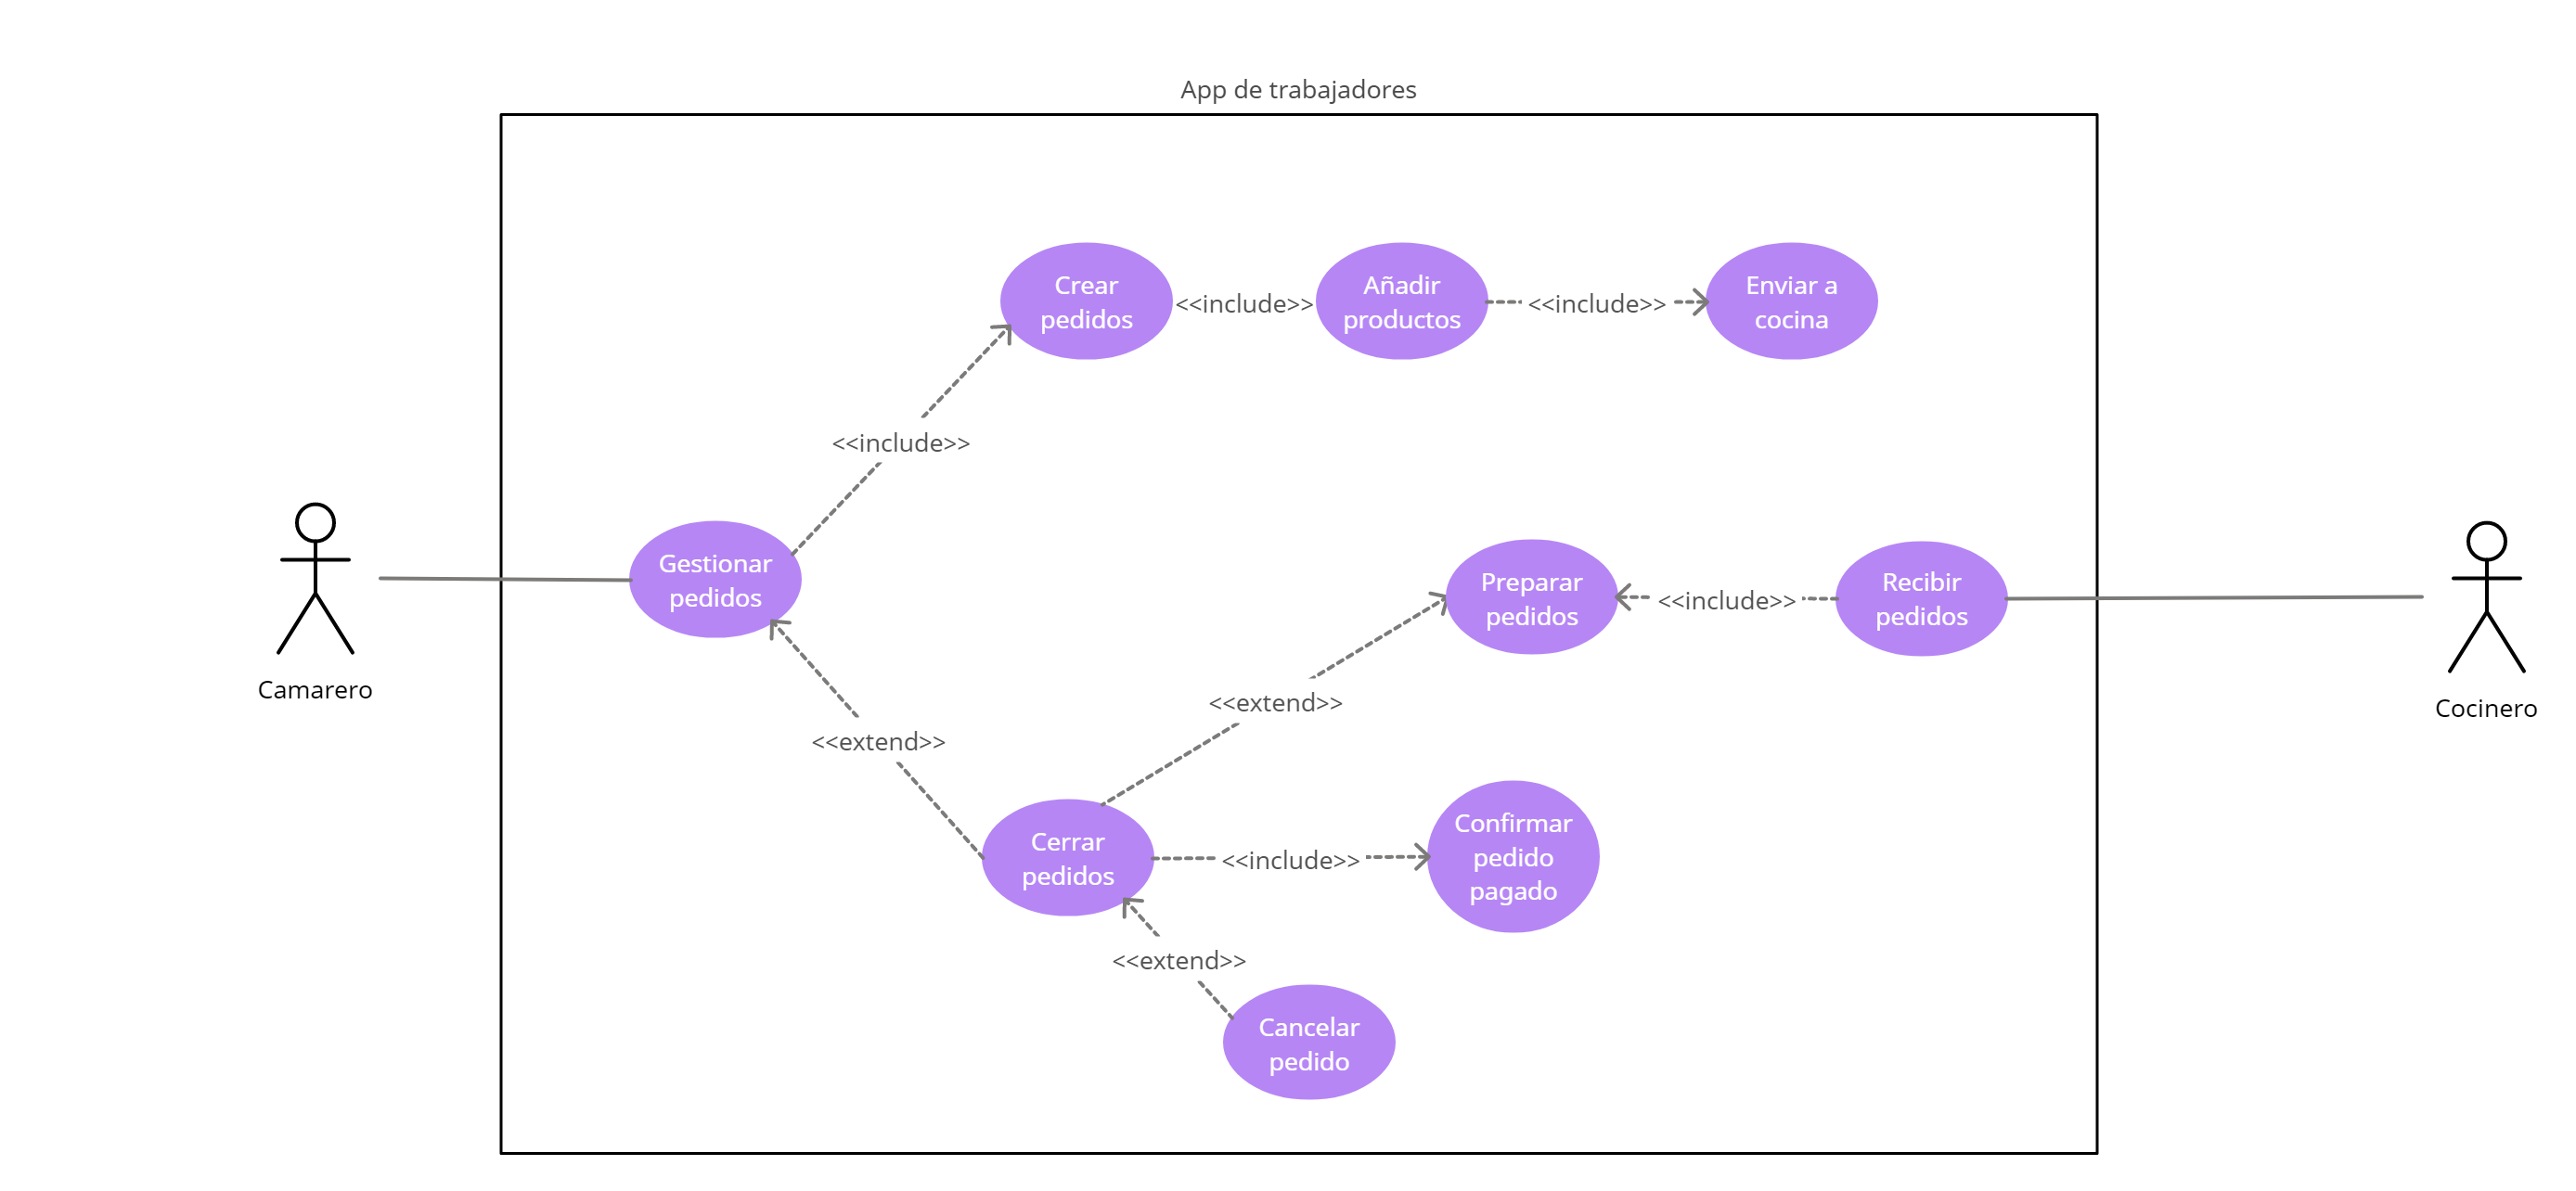 App de trabajadores
Crear
pedidos
<<include>>
Añadir
productos
<<include>>
Enviar a
cocina
<<include>>
Gestionar
pedidos
Camarero
Preparar
pedidos
<<include>>
Recibir
pedidos
Cocinero
<<extend>>
<<extend>>
Cerrar
pedidos
<<include>>
Confirmar
pedido
pagado
<<extend>>
Cancelar
pedido